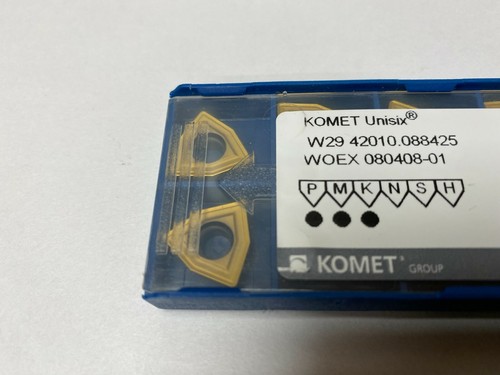 KOMET Unisix®
W29 42010.088425
WOEX 080408-01
P M K N S H
KOMET® GROUP